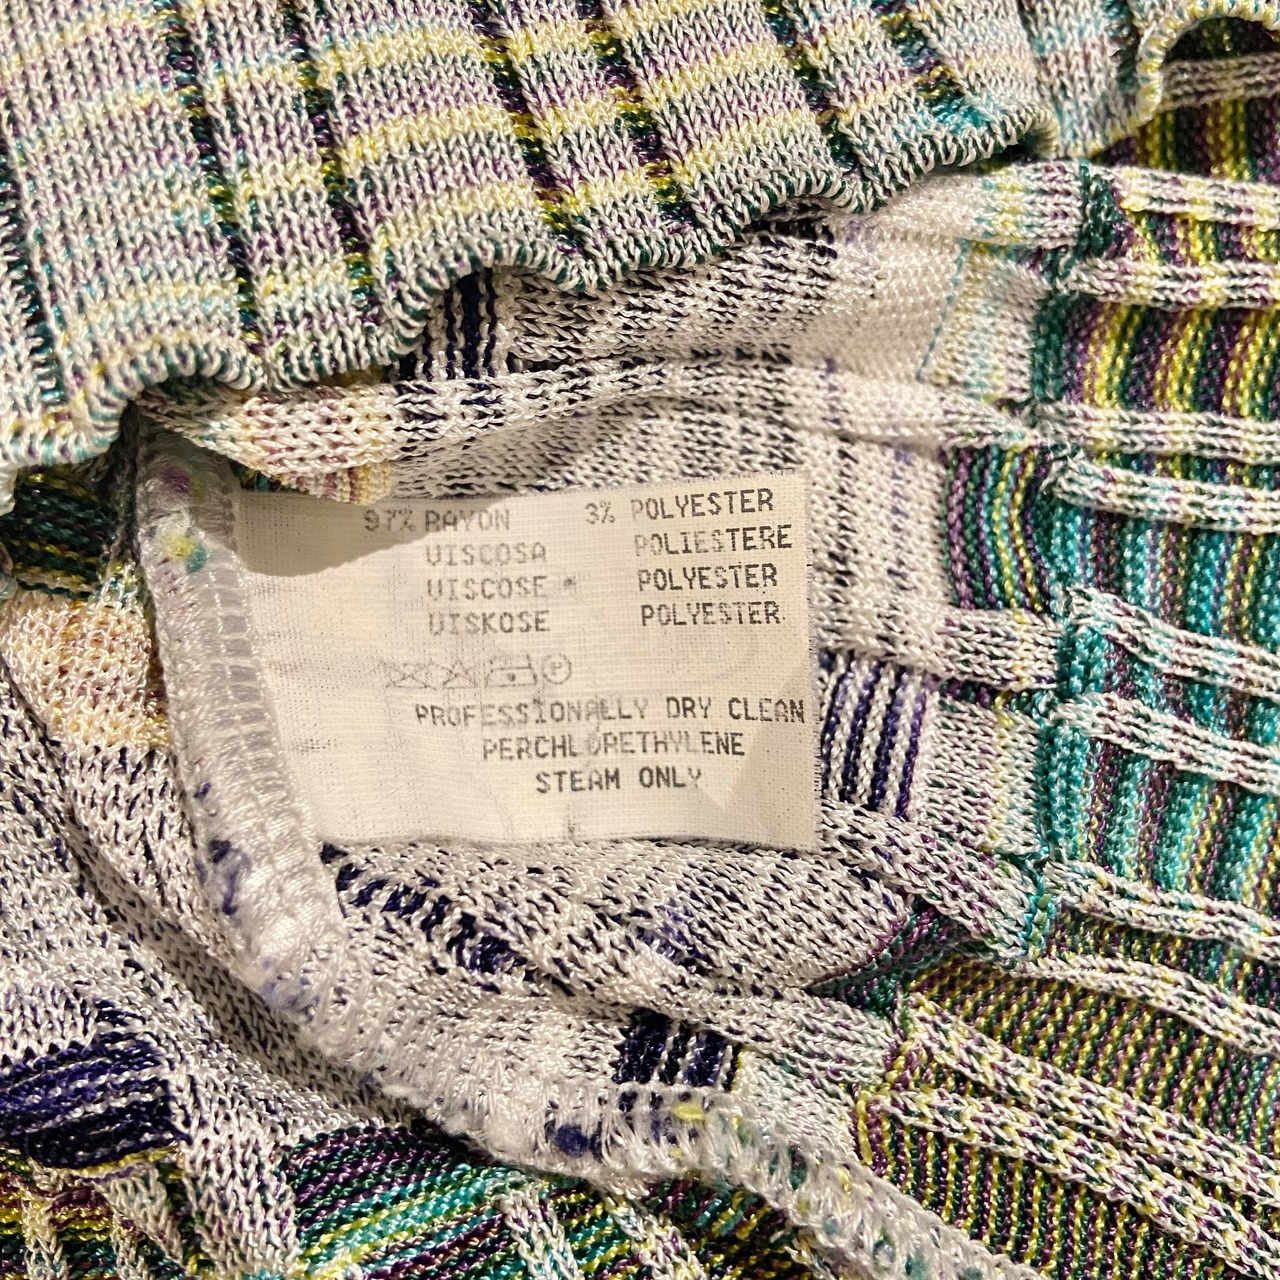 97% RAYON 3% POLYESTER
VISCOSA POLIESTERE
VISCOSE POLYESTER
VISKOSE POLYESTER
P
PROFESSIONALLY DRY CLEAN
PERCHLORETHYLENE
STEAM ONLY